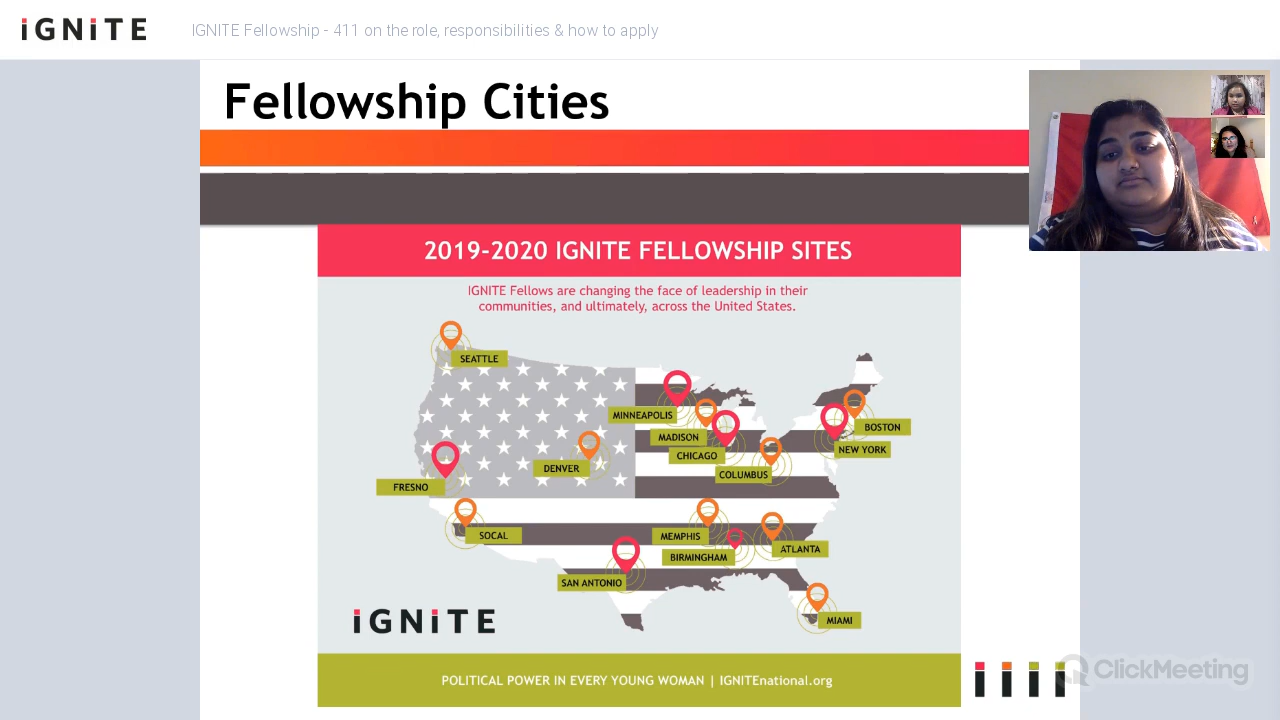 IGNITE
IGNITE Fellowship - 411 on the role, responsibilities & how to apply
Fellowship Cities
2019-2020 IGNITE FELLOWSHIP SITES
IGNITE Fellows are changing the face of leadership in their
communities, and ultimately, across the United States.
SEATTLE
MINNEAPOLIS
BOSTON
MADISON
NEW YORK
CHICAGO
DENVER
COLUMBUS
FRESNO
SOCAL
MEMPHIS
ATLANTA
BIRMINGHAM
SAN ANTONIO
MIAMI
IGNITE
POLITICAL POWER IN EVERY YOUNG WOMAN | IGNITEnational.org
ClickMeeting